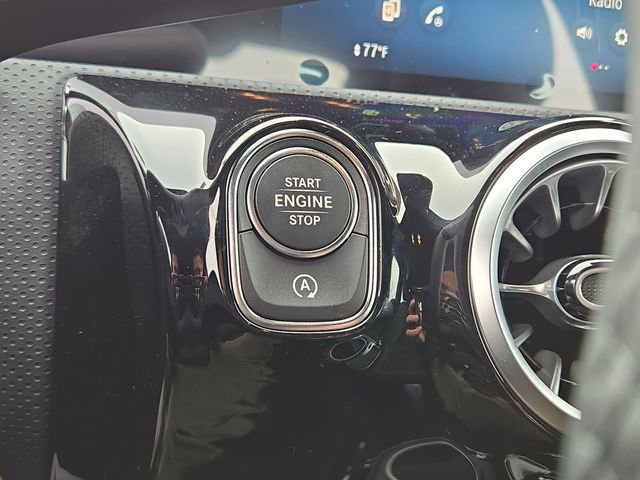 Radio
77°F
START
ENGINE
STOP
A